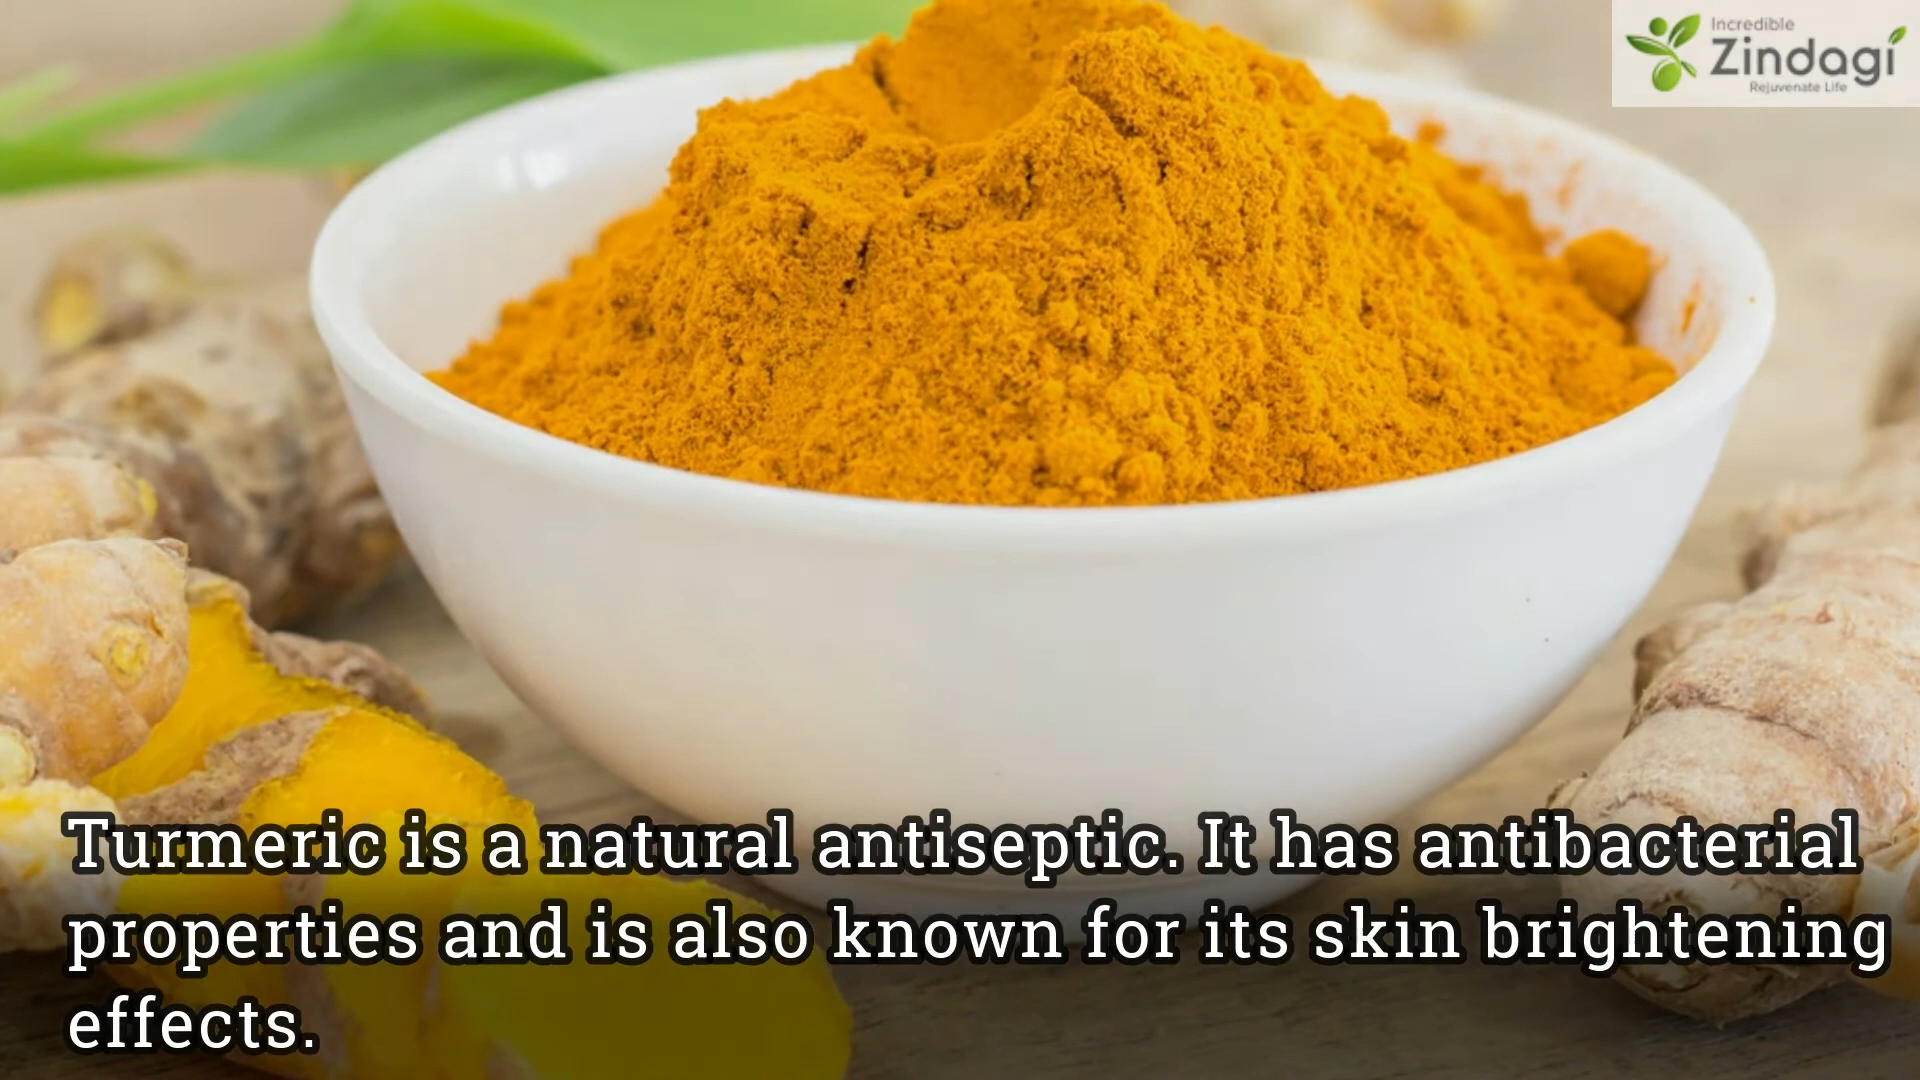 Incredible
Zindagi
Rejuvenate Life
Turmeric is a natural antiseptic. It has antibacterial
properties and is also known for its skin brightening
effects.